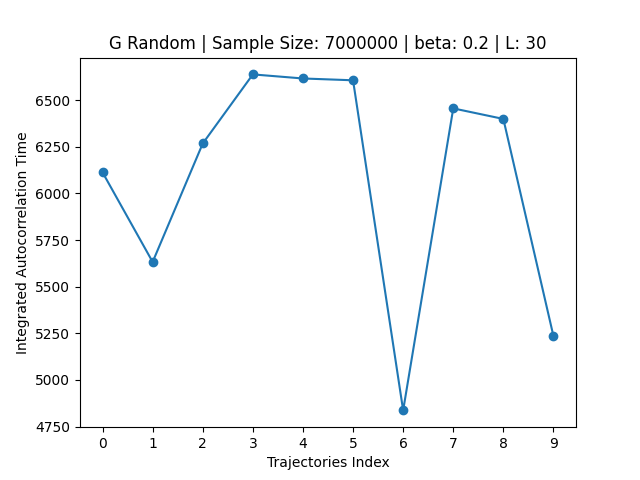 G Random | Sample Size: 7000000 | beta: 0.2 | L: 30
Integrated Autocorrelation Time
6500
6250
6000
5750
5500
5250
5000
4750
0 1 2 3 4 5 6 7 8 9
Trajectories Index